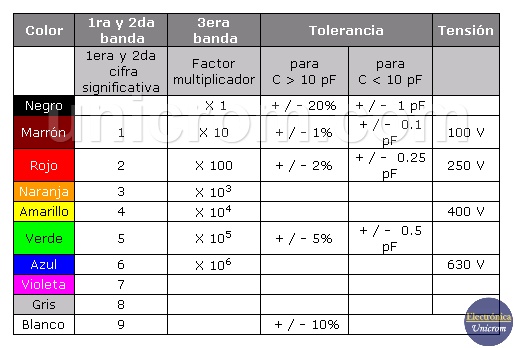 Color 1ra y 2da banda 3era banda Tolerancia Tensión
1era y 2da cifra significativa Factor multiplicador para C > 10 pF para C < 10 pF
Negro X 1 + / - 20% + / - 1 pF
Marrón 1 X 10 + / - 1% + / - 0.1 pF 100 V
Rojo 2 X 100 + / - 2% + / - 0.25 pF 250 V
Naranja 3 X 10³
Amarillo 4 X 10⁴ 400 V
Verde 5 X 10⁵ + / - 5% + / - 0.5 pF
Azul 6 X 10⁶ 630 V
Violeta 7
Gris 8
Blanco 9 + / - 10%
unicrom.com
Electrónica
Unicrom